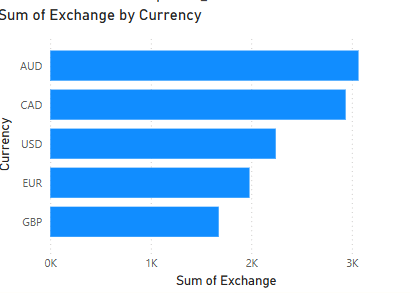 Sum of Exchange by Currency
AUD
CAD
USD
EUR
GBP
Currency
0K 1K 2K 3K
Sum of Exchange